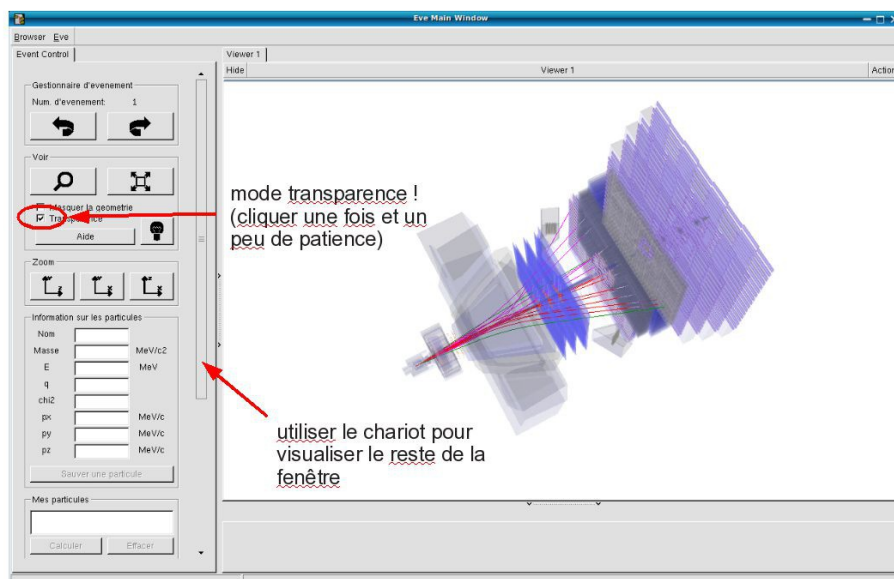 Eve Main Window
Browser Eve
Event Control
Viewer 1
Hide
Viewer 1
Action
Gestionnaire d'evenement
Num. d'evenement: 1
Voir
Masquer la geometrie
Transparence
Aide
mode transparence !
(cliquer une fois et un
peu de patience)
Zoom
Information sur les particules
Nom
Masse MeV/c2
E MeV
q
chi2
px MeV/c
py MeV/c
pz MeV/c
Sauver une particule
utiliser le chariot pour
visualiser le reste de la
fenêtre
Mes particules
Calculer Effacer